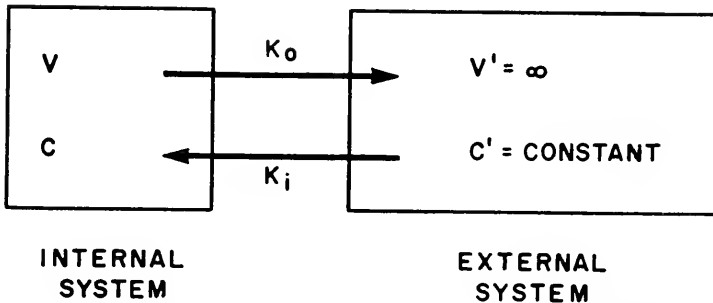 V
C
K₀
Kᵢ
V' = ∞
C' = CONSTANT
INTERNAL
SYSTEM
EXTERNAL
SYSTEM